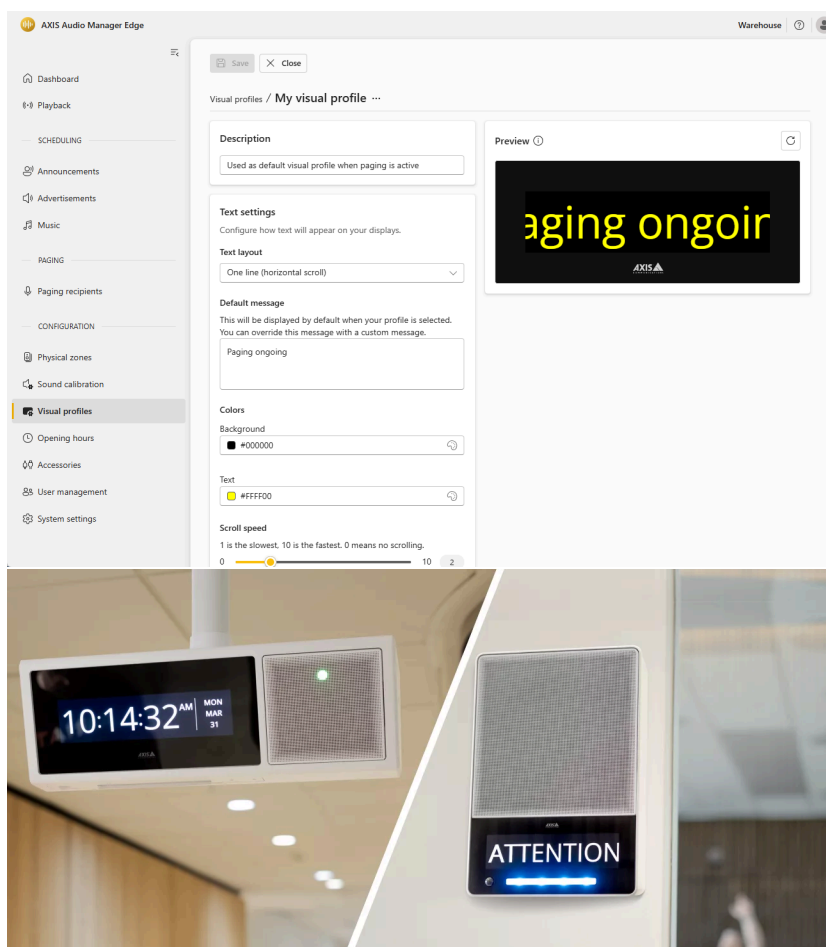 AXIS Audio Manager Edge
Warehouse
Dashboard
Playback
SCHEDULING
Announcements
Advertisements
Music
PAGING
Paging recipients
CONFIGURATION
Physical zones
Sound calibration
Visual profiles
Opening hours
Accessories
User management
System settings
Save
Close
Visual profiles / My visual profile ···
Description
Used as default visual profile when paging is active
Text settings
Configure how text will appear on your displays.
Text layout
One line (horizontal scroll)
Default message
This will be displayed by default when your profile is selected.
You can override this message with a custom message.
Paging ongoing
Colors
Background
#000000
Text
#FFFF00
Scroll speed
1 is the slowest, 10 is the fastest. 0 means no scrolling.
0 10 2
Preview
aging ongoin
AXIS
COMMUNICATIONS
10:14:32 AM
MON
MAR
31
AXIS
AXIS
ATTENTION